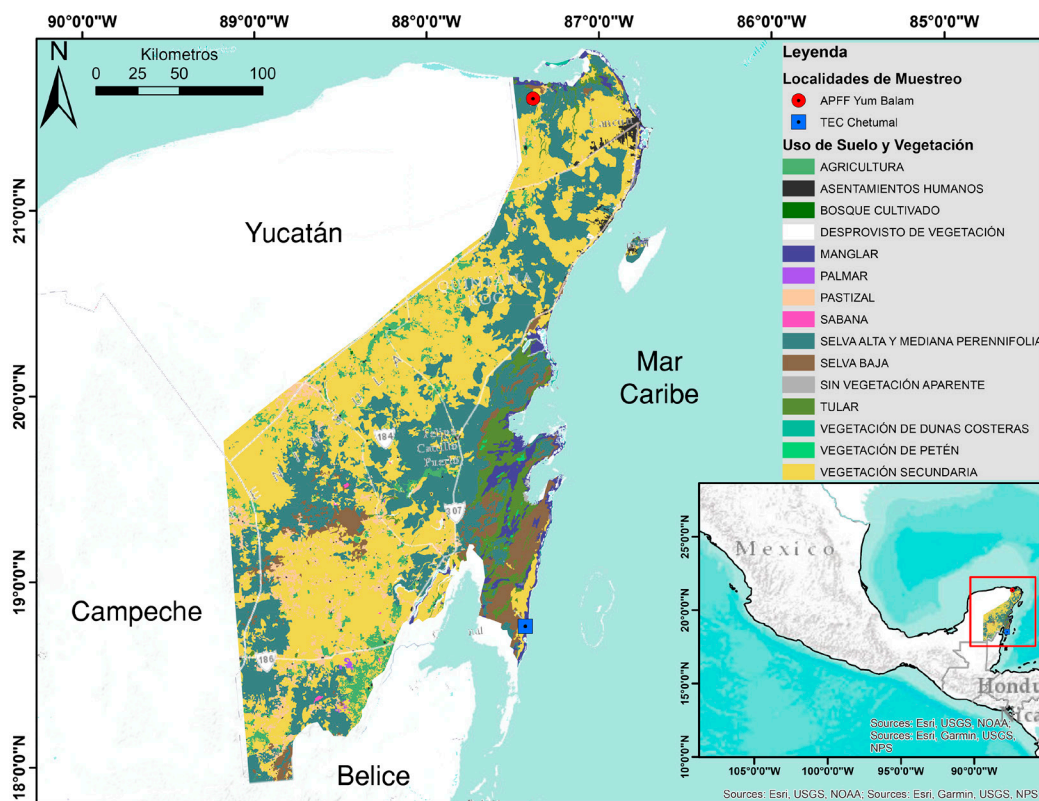 90°0'0"W 89°0'0"W 88°0'0"W 87°0'0"W 85°0'0"W
N
Kilometros
0 25 50 100
21°0'0"N
20°0'0"N
19°0'0"N
18°0'0"N
Yucatán
Campeche
Belice
Mar
Caribe
184
307
186
Leyenda
Localidades de Muestreo
APFF Yum Balam
TEC Chetumal
Uso de Suelo y Vegetación
AGRICULTURA
ASENTAMIENTOS HUMANOS
BOSQUE CULTIVADO
DESPROVISTO DE VEGETACIÓN
MANGLAR
PALMAR
PASTIZAL
SABANA
SELVA ALTA Y MEDIANA PERENNIFOLIA
SELVA BAJA
SIN VEGETACIÓN APARENTE
TULAR
VEGETACIÓN DE DUNAS COSTERAS
VEGETACIÓN DE PETÉN
VEGETACIÓN SECUNDARIA
25°0'0"N
20°0'0"N
15°0'0"N
10°0'0"N
Mexico
Hondu
Sources: Esri, USGS, NOAA;
Sources: Esri, Garmin, USGS,
NPS
105°0'0"W 100°0'0"W 95°0'0"W 90°0'0"W
Sources: Esri, USGS, NOAA; Sources: Esri, Garmin, USGS, NPS